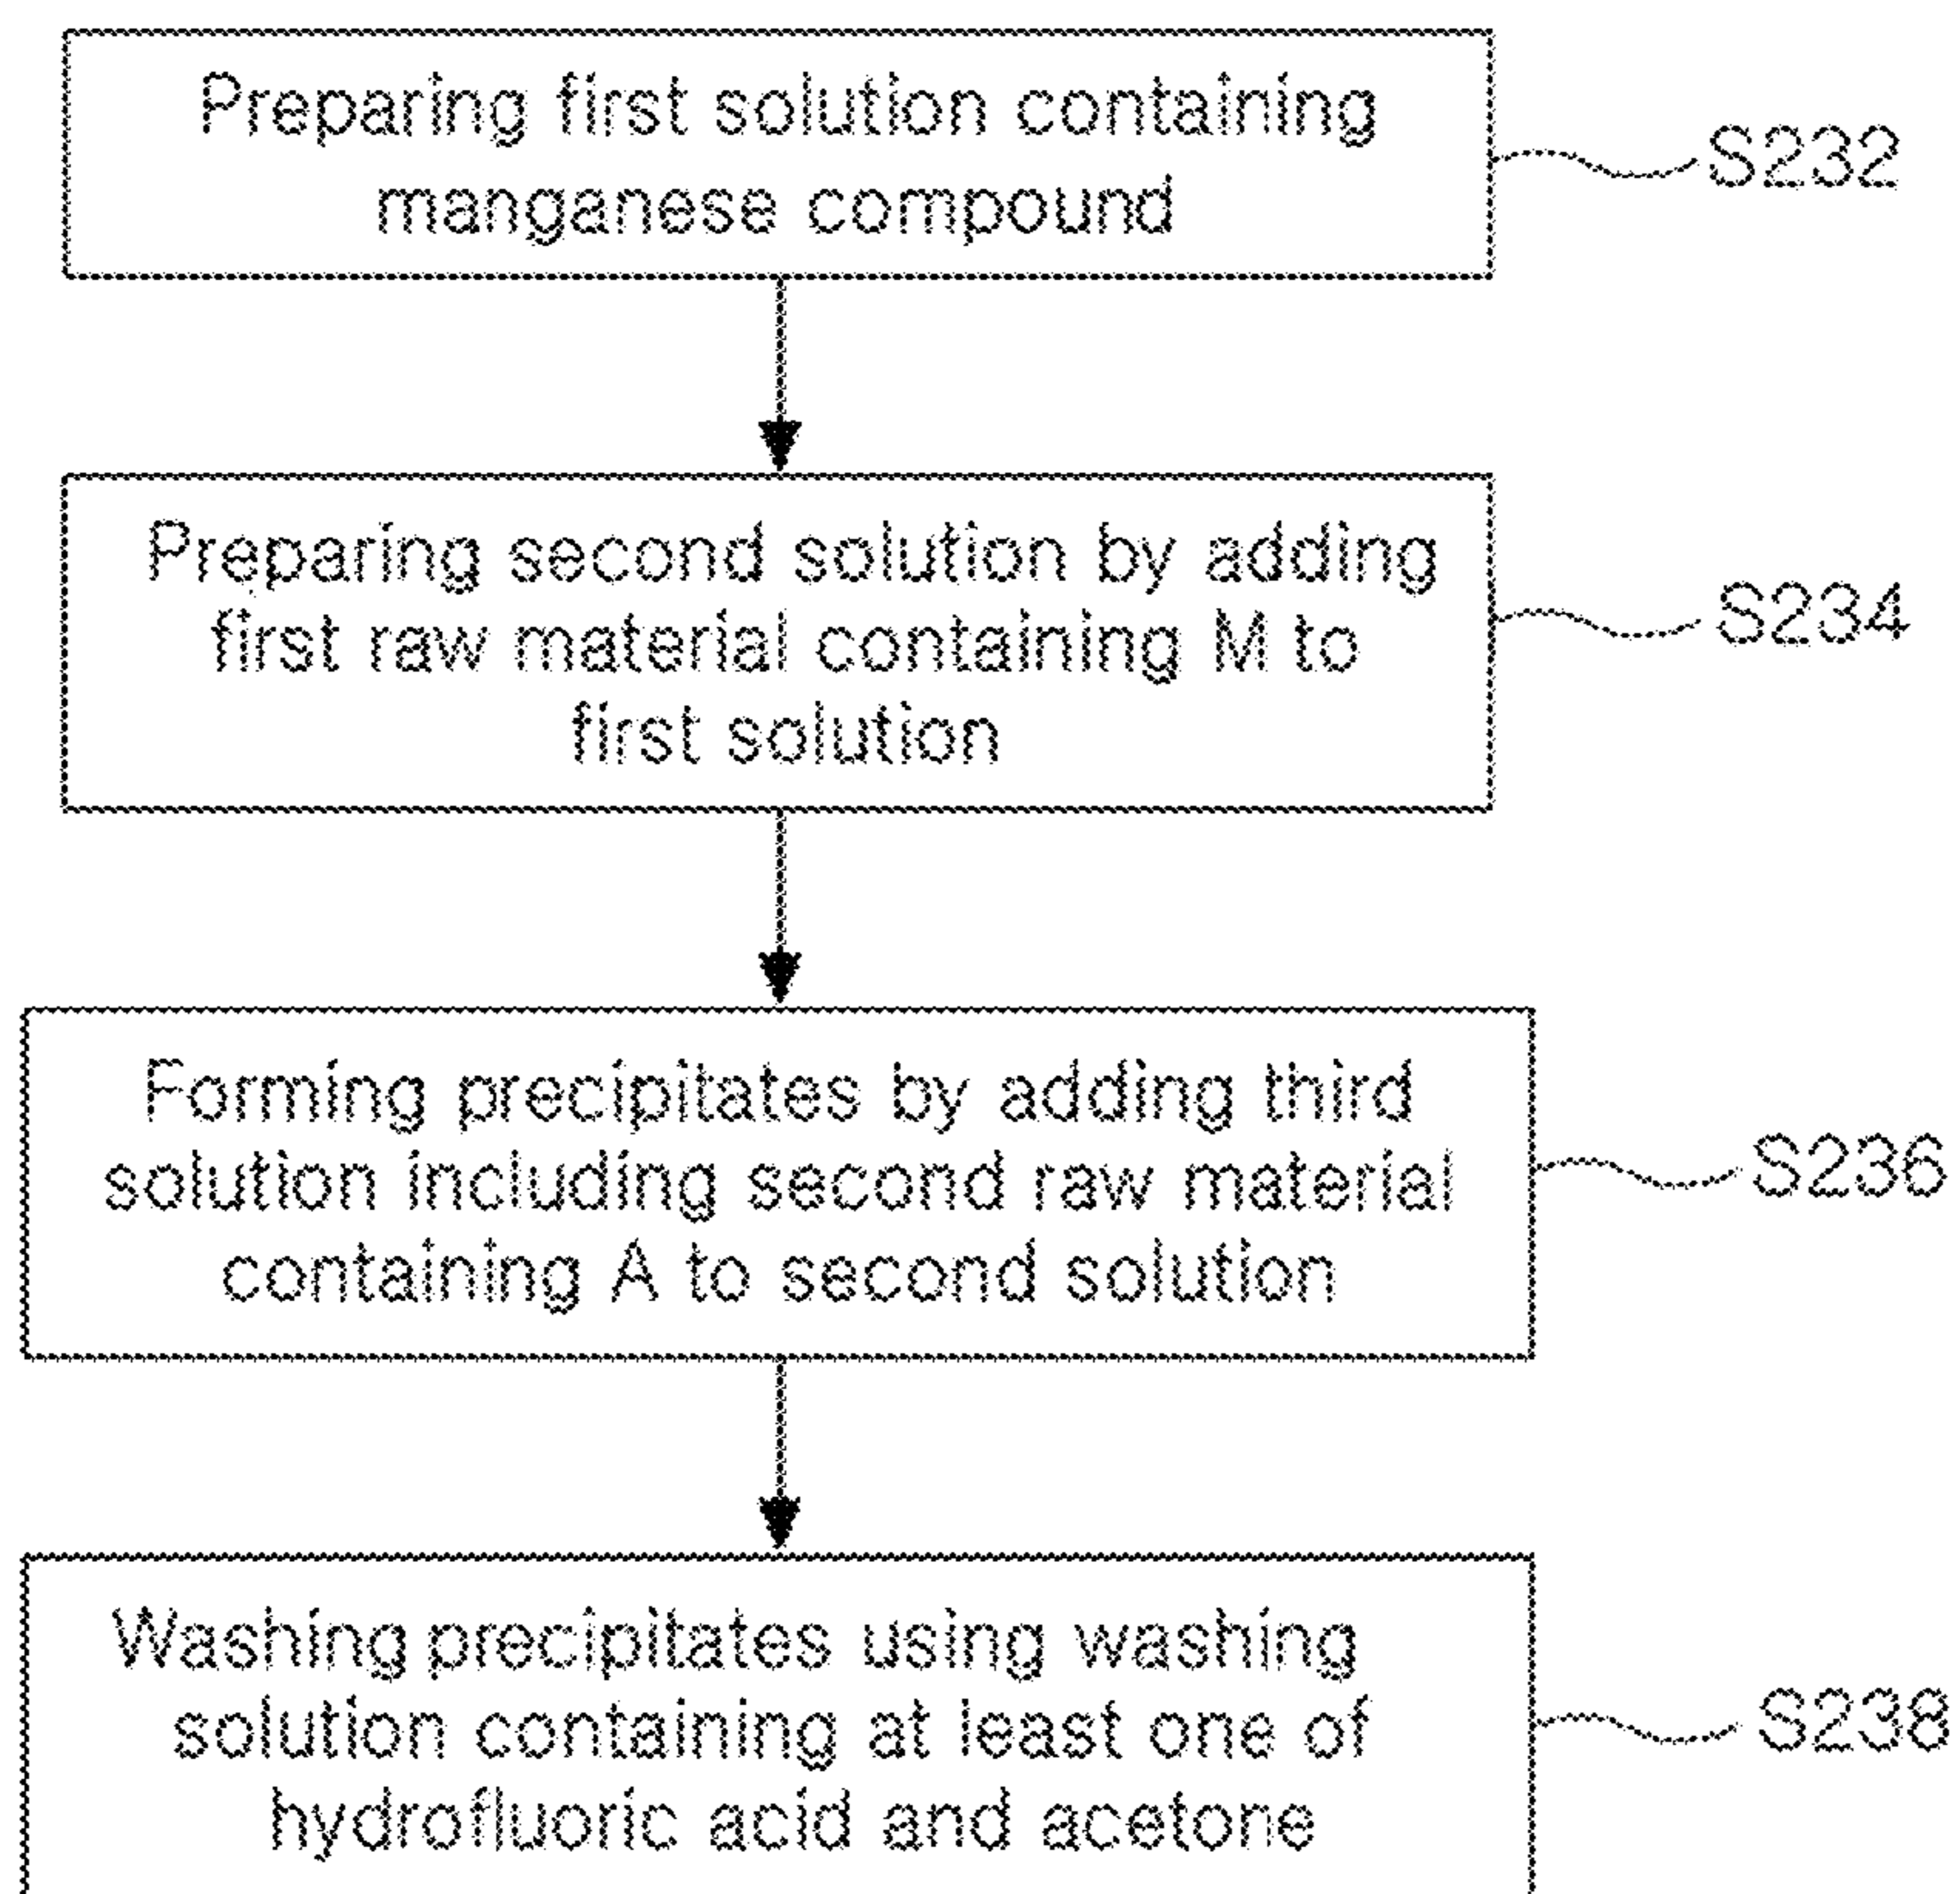 Preparing first solution containing
manganese compound
S232
Preparing second solution by adding
first raw material containing M to
first solution
S234
Forming precipitates by adding third
solution including second raw material
containing A to second solution
S236
Washing precipitates using washing
solution containing at least one of
hydrofluoric acid and acetone
S238